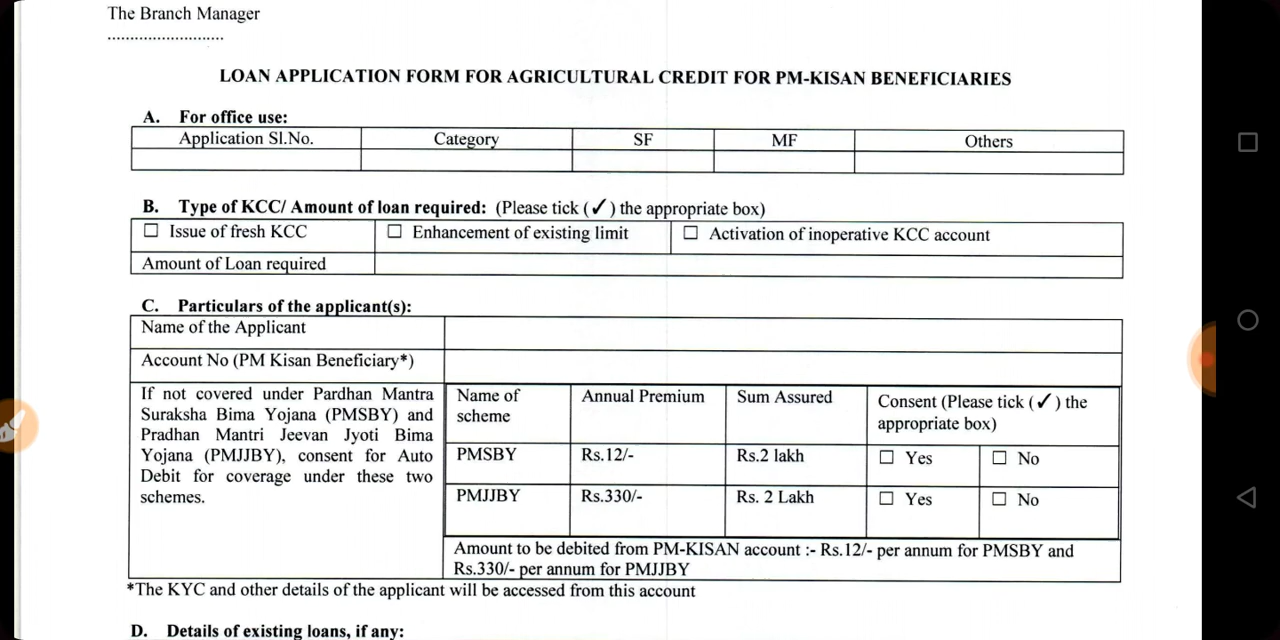 The Branch Manager
..........................
LOAN APPLICATION FORM FOR AGRICULTURAL CREDIT FOR PM-KISAN BENEFICIARIES
A. For office use:
Application Sl.No. Category SF MF Others
B. Type of KCC/ Amount of loan required: (Please tick (✓) the appropriate box)
☐ Issue of fresh KCC ☐ Enhancement of existing limit ☐ Activation of inoperative KCC account
Amount of Loan required
C. Particulars of the applicant(s):
Name of the Applicant
Account No (PM Kisan Beneficiary*)
If not covered under Pardhan Mantra
Suraksha Bima Yojana (PMSBY) and
Pradhan Mantri Jeevan Jyoti Bima
Yojana (PMJJBY), consent for Auto
Debit for coverage under these two
schemes.
Name of
scheme
Annual Premium
Sum Assured
Consent (Please tick (✓) the
appropriate box)
PMSBY Rs.12/- Rs.2 lakh ☐ Yes ☐ No
PMJJBY Rs.330/- Rs. 2 Lakh ☐ Yes ☐ No
Amount to be debited from PM-KISAN account :- Rs.12/- per annum for PMSBY and
Rs.330/- per annum for PMJJBY
*The KYC and other details of the applicant will be accessed from this account
D. Details of existing loans, if any: